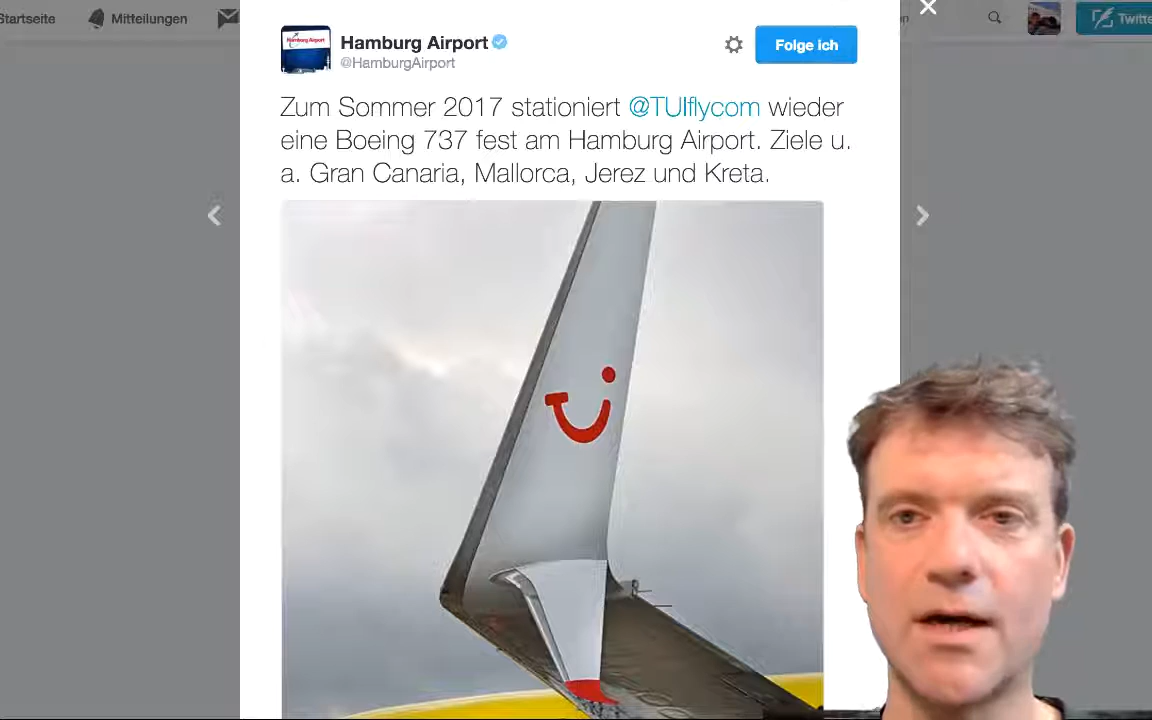 Startseite
Mitteilungen
Hamburg Airport
@HamburgAirport
Folge ich
Zum Sommer 2017 stationiert @TUIflycom wieder
eine Boeing 737 fest am Hamburg Airport. Ziele u.
a. Gran Canaria, Mallorca, Jerez und Kreta.